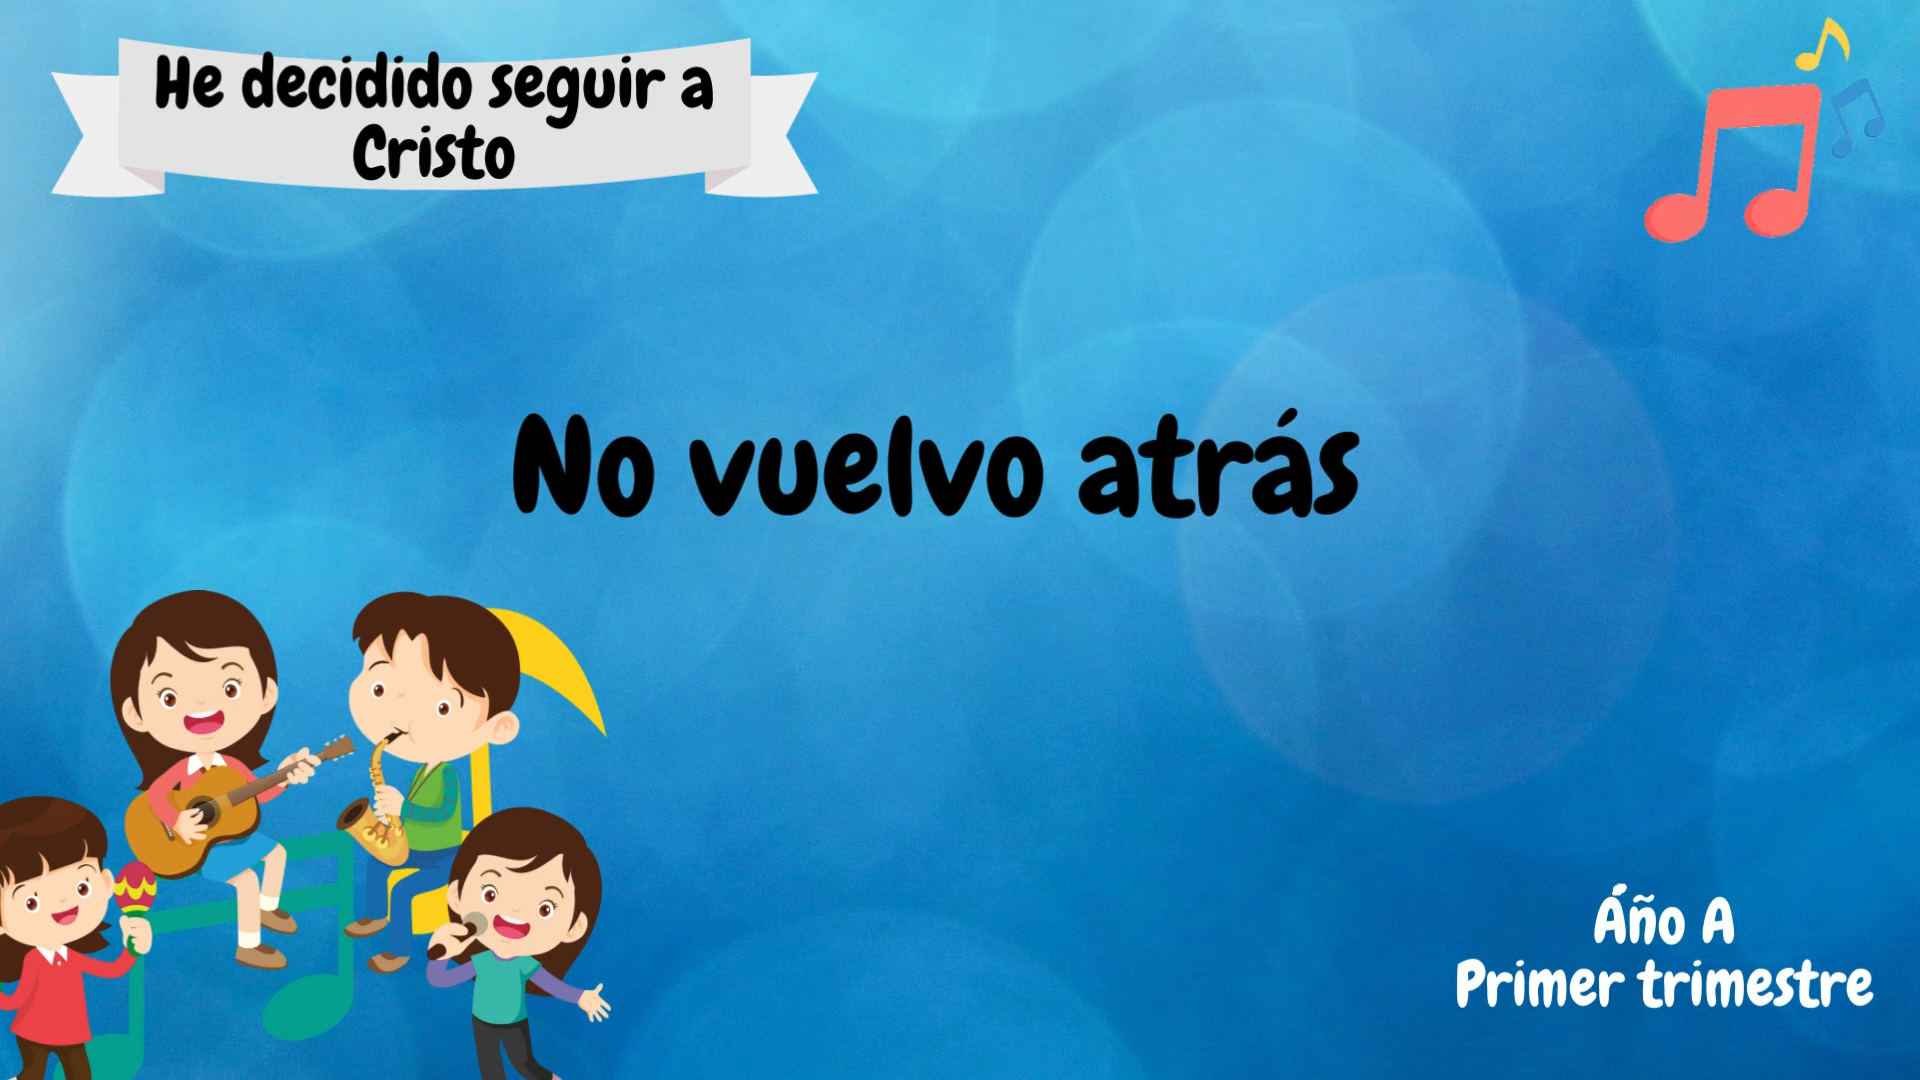 He decidido seguir a
Cristo
No vuelvo atrás
Áño A
Primer trimestre